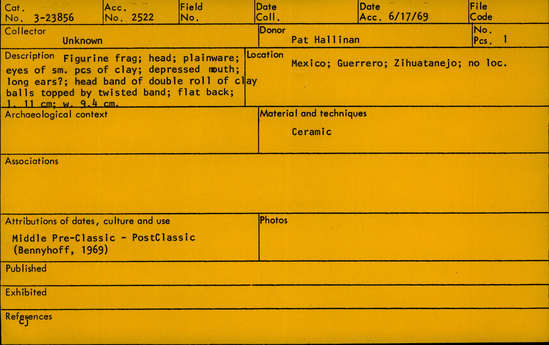 Cat. No. 3-23856
Acc. No. 2522
Field No.
Date Coll.
Date Acc. 6/17/69
File Code
Collector Unknown
Donor Pat Hallinan
No. Pcs. 1
Description Figurine frag; head; plainware;
eyes of sm. pcs of clay; depressed mouth;
long ears?; head band of double roll of clay
balls topped by twisted band; flat back;
l. 11 cm; w. 9.4 cm.
Location
Mexico; Guerrero; Zihuatanejo; no loc.
Archaeological context
Material and techniques
Ceramic
Associations
Attributions of dates, culture and use
Middle Pre-Classic - PostClassic
(Bennyhoff, 1969)
Photos
Published
Exhibited
References
cj